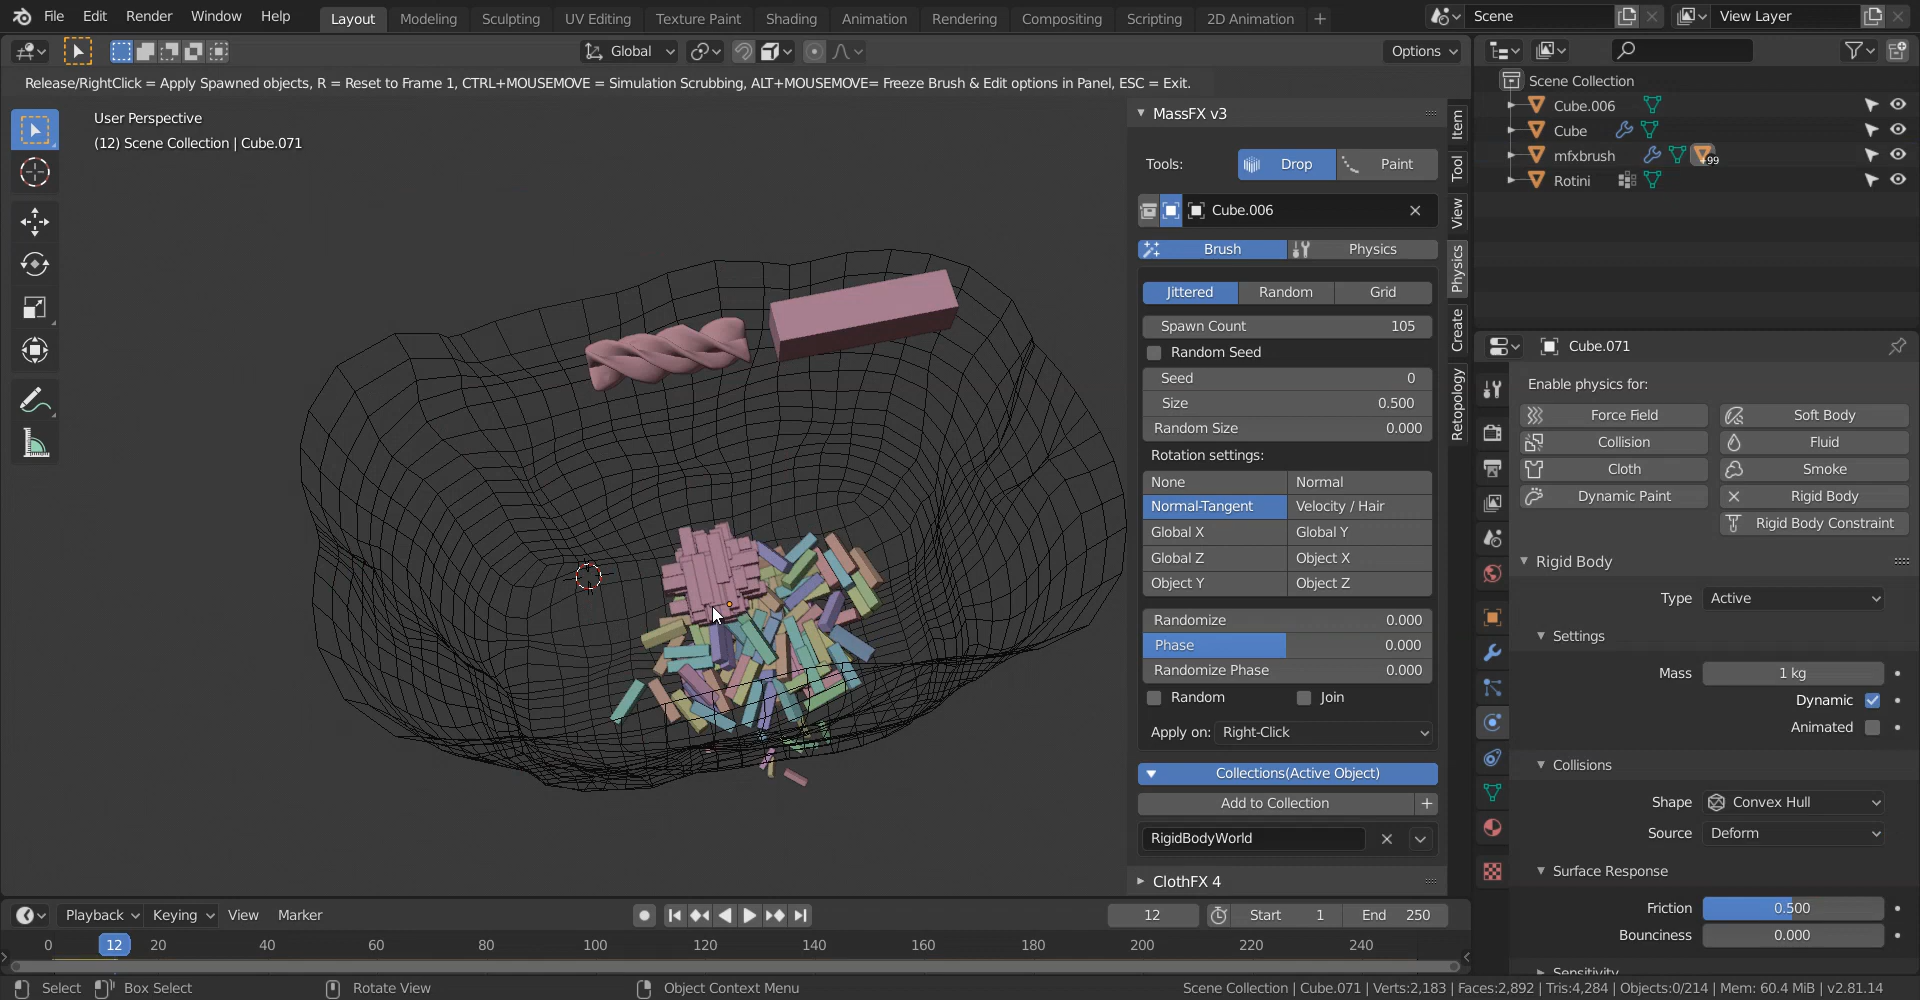 File Edit Render Window Help Layout Modeling Sculpting UV Editing Texture Paint Shading Animation Rendering Compositing Scripting 2D Animation + Scene View Layer
Global Options
Release/RightClick = Apply Spawned objects, R = Reset to Frame 1, CTRL+MOUSEMOVE = Simulation Scrubbing, ALT+MOUSEMOVE= Freeze Brush & Edit options in Panel, ESC = Exit.
User Perspective
(12) Scene Collection | Cube.071
MassFX v3
Tools: Drop Paint
Cube.006
Brush Physics
Jittered Random Grid
Spawn Count 105
Random Seed
Seed 0
Size 0.500
Random Size 0.000
Rotation settings:
None Normal
Normal-Tangent Velocity / Hair
Global X Global Y
Global Z Object X
Object Y Object Z
Randomize 0.000
Phase 0.000
Randomize Phase 0.000
Random Join
Apply on: Right-Click
Collections(Active Object)
Add to Collection +
RigidBodyWorld
ClothFX 4
Item
Tool
View
Physics
Create
Retopology
Scene Collection
Cube.006
Cube
mfxbrush +99
Rotini
Cube.071
Enable physics for:
Force Field Soft Body
Collision Fluid
Cloth Smoke
Dynamic Paint Rigid Body
Rigid Body Constraint
Rigid Body
Type Active
Settings
Mass 1 kg
Dynamic
Animated
Collisions
Shape Convex Hull
Source Deform
Surface Response
Friction 0.500
Bounciness 0.000
Sensitivity
Playback Keying View Marker 12 Start 1 End 250
0 12 20 40 60 80 100 120 140 160 180 200 220 240
Select Box Select Rotate View Object Context Menu Scene Collection | Cube.071 | Verts:2,183 | Faces:2,892 | Tris:4,284 | Objects:0/214 | Mem: 60.4 MiB | v2.81.14